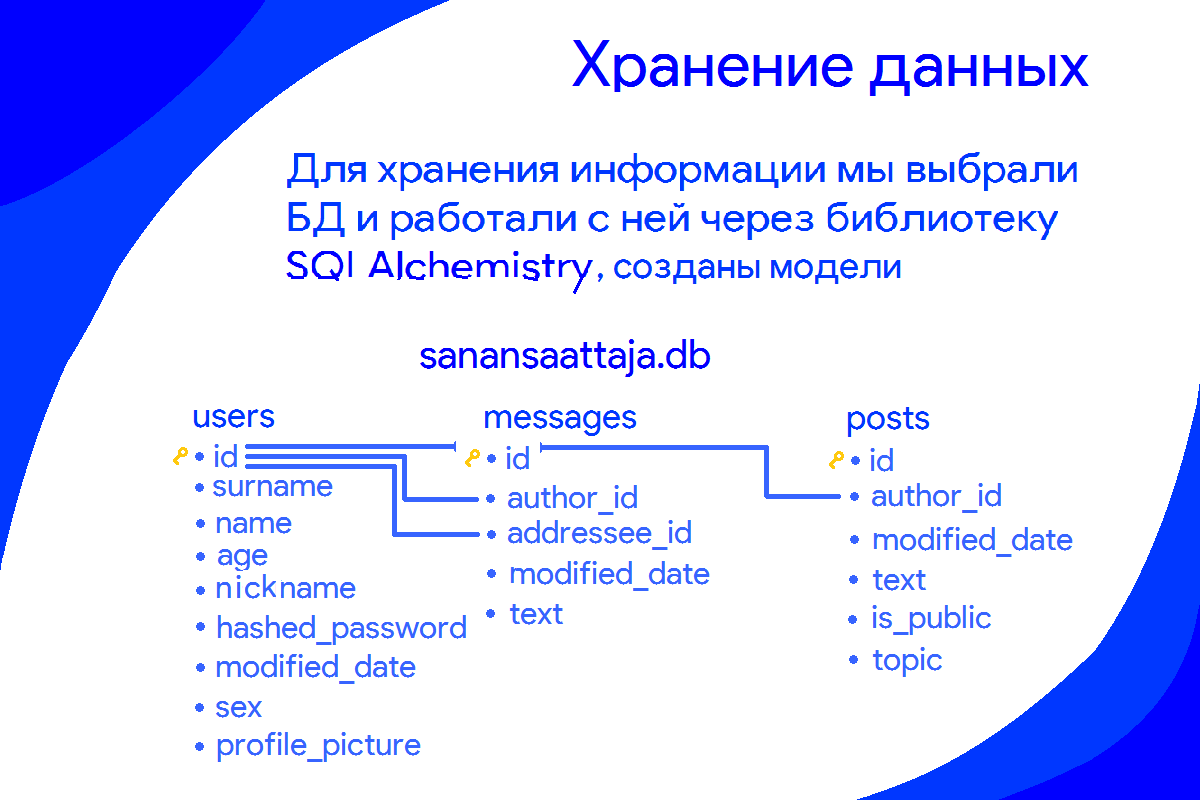 Хранение данных
Для хранения информации мы выбрали
БД и работали с ней через библиотеку
SQl Alchemistry, созданы модели
sanansaattaja.db
users
• id
• surname
• name
• age
• nickname
• hashed_password
• modified_date
• sex
• profile_picture
messages
• id
• author_id
• addressee_id
• modified_date
• text
posts
• id
• author_id
• modified_date
• text
• is_public
• topic